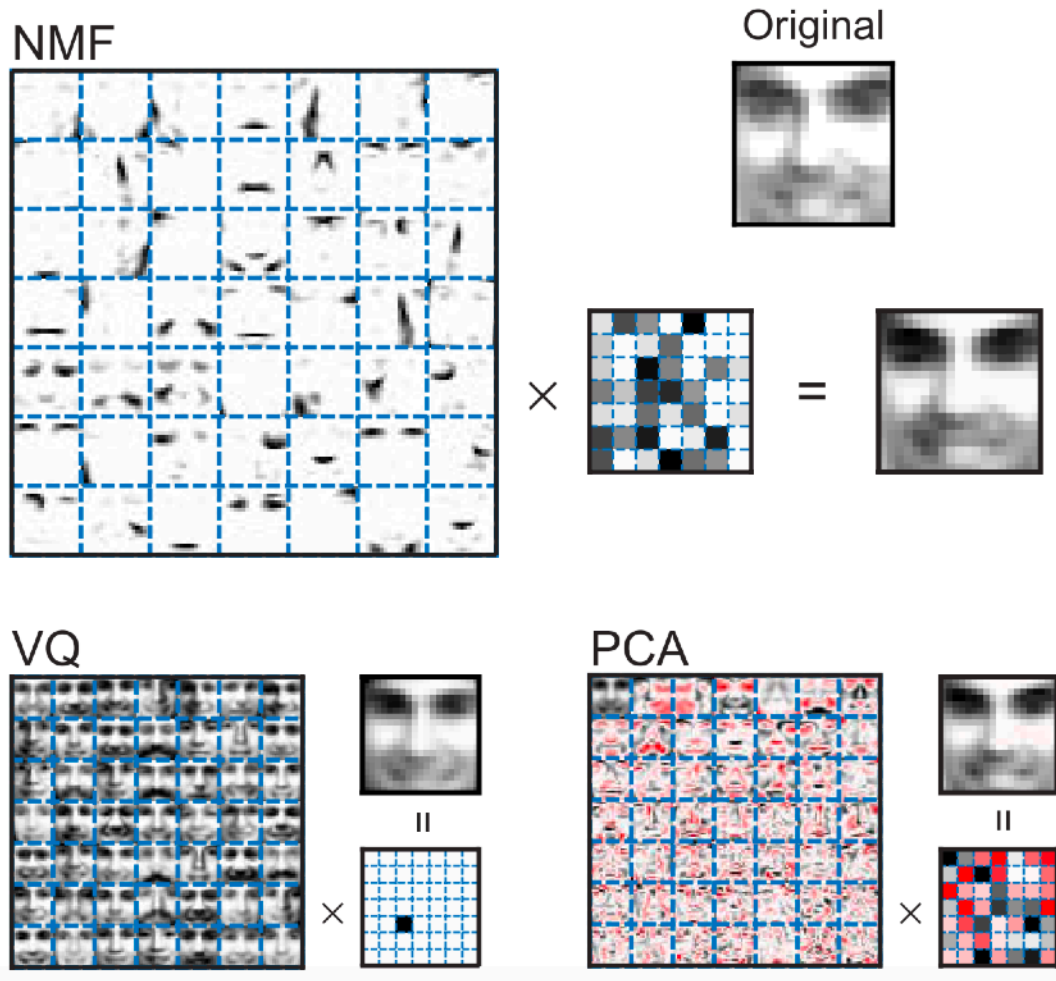 NMF
Original
×
=
VQ
PCA
=
=
×
×